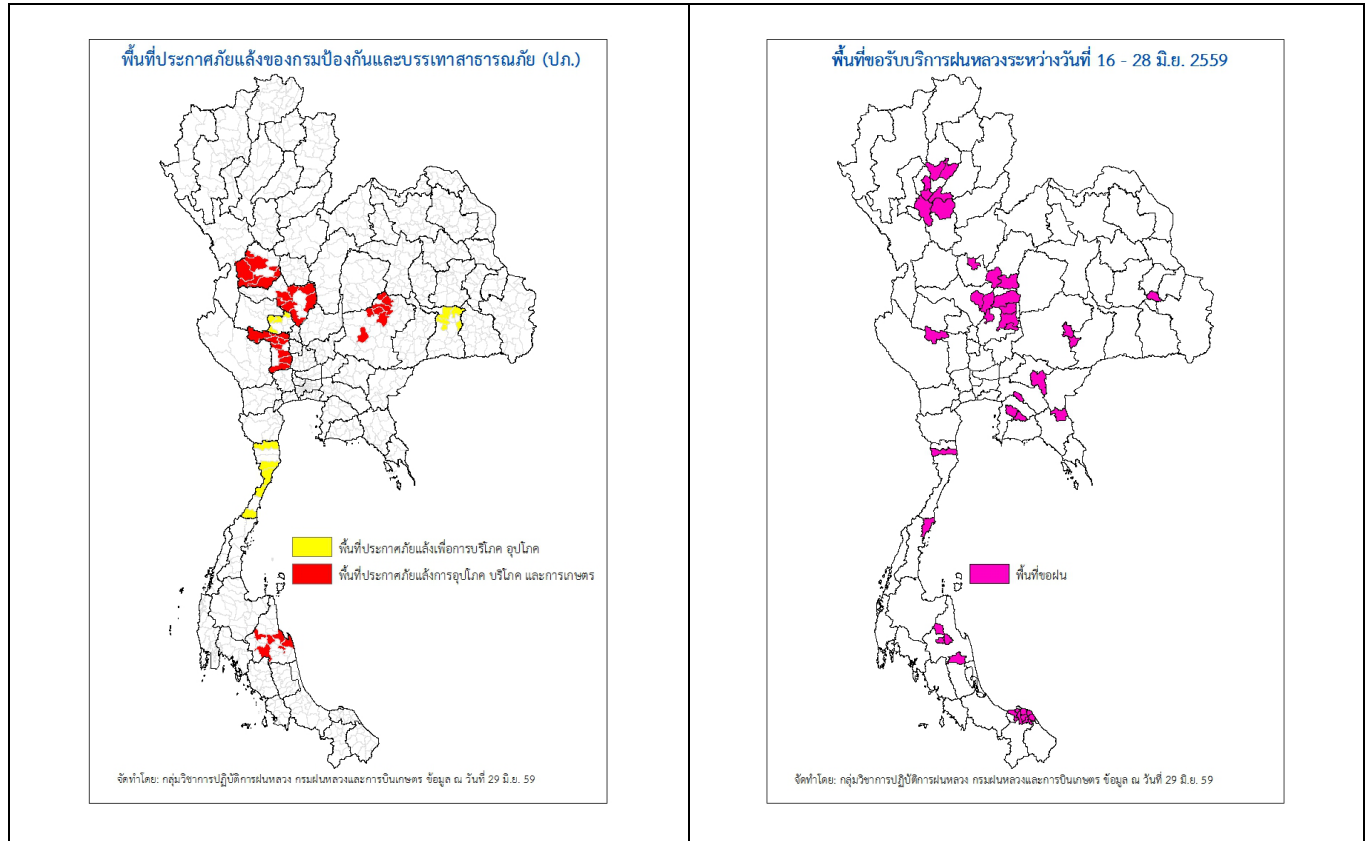 พื้นที่ประกาศภัยแล้งของกรมป้องกันและบรรเทาสาธารณภัย (ปภ.)
พื้นที่ประกาศภัยแล้งเพื่อการบริโภค อุปโภค
พื้นที่ประกาศภัยแล้งการอุปโภค บริโภค และการเกษตร
จัดทำโดย: กลุ่มวิชาการปฏิบัติการฝนหลวง กรมฝนหลวงและการบินเกษตร ข้อมูล ณ วันที่ 29 มิ.ย. 59
พื้นที่ขอรับบริการฝนหลวงระหว่างวันที่ 16 - 28 มิ.ย. 2559
พื้นที่ขอฝน
จัดทำโดย: กลุ่มวิชาการปฏิบัติการฝนหลวง กรมฝนหลวงและการบินเกษตร ข้อมูล ณ วันที่ 29 มิ.ย. 59